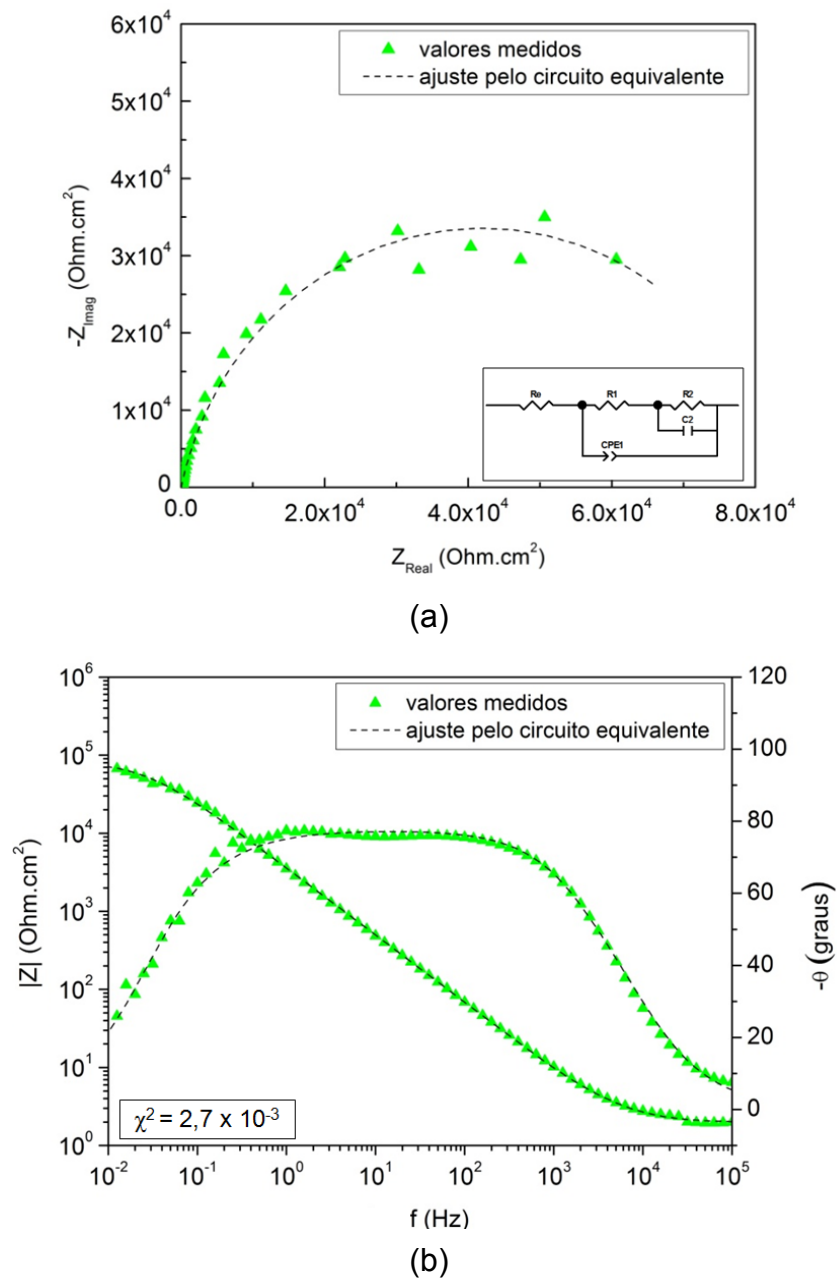 6x10⁴
5x10⁴
4x10⁴
3x10⁴
2x10⁴
1x10⁴
0
-Z_Imag (Ohm.cm²)
valores medidos
ajuste pelo circuito equivalente
Re
R1
R2
C2
CPE1
0.0
2.0x10⁴
4.0x10⁴
6.0x10⁴
8.0x10⁴
Z_Real (Ohm.cm²)
(a)
10⁶
10⁵
10⁴
10³
10²
10¹
10⁰
|Z| (Ohm.cm²)
valores medidos
ajuste pelo circuito equivalente
χ² = 2,7 x 10⁻³
120
100
80
60
40
20
0
-θ (graus)
10⁻²
10⁻¹
10⁰
10¹
10²
10³
10⁴
10⁵
f (Hz)
(b)